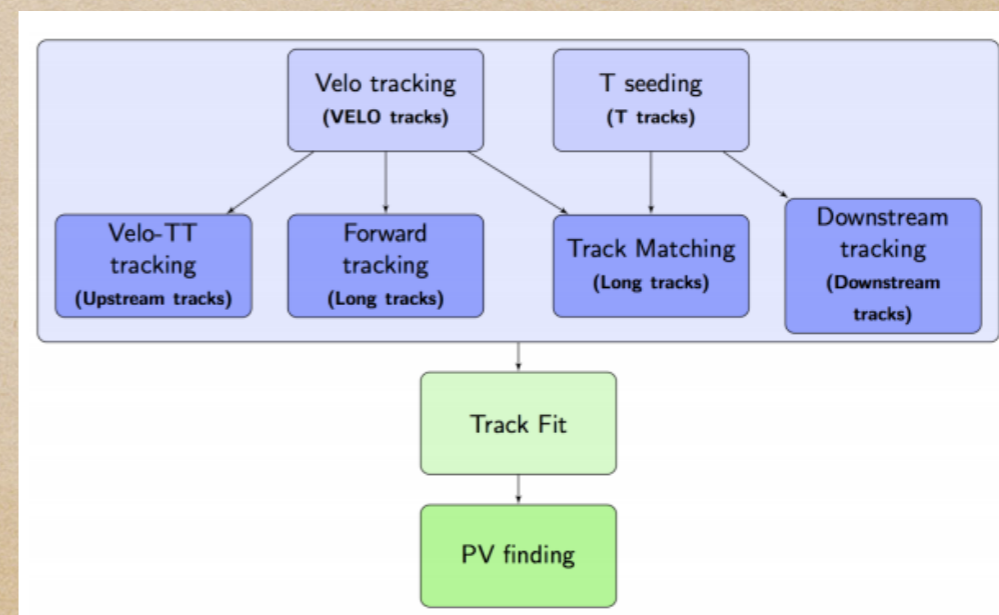 Velo tracking
(VELO tracks)
T seeding
(T tracks)
Velo-TT
tracking
(Upstream tracks)
Forward
tracking
(Long tracks)
Track Matching
(Long tracks)
Downstream
tracking
(Downstream
tracks)
Track Fit
PV finding